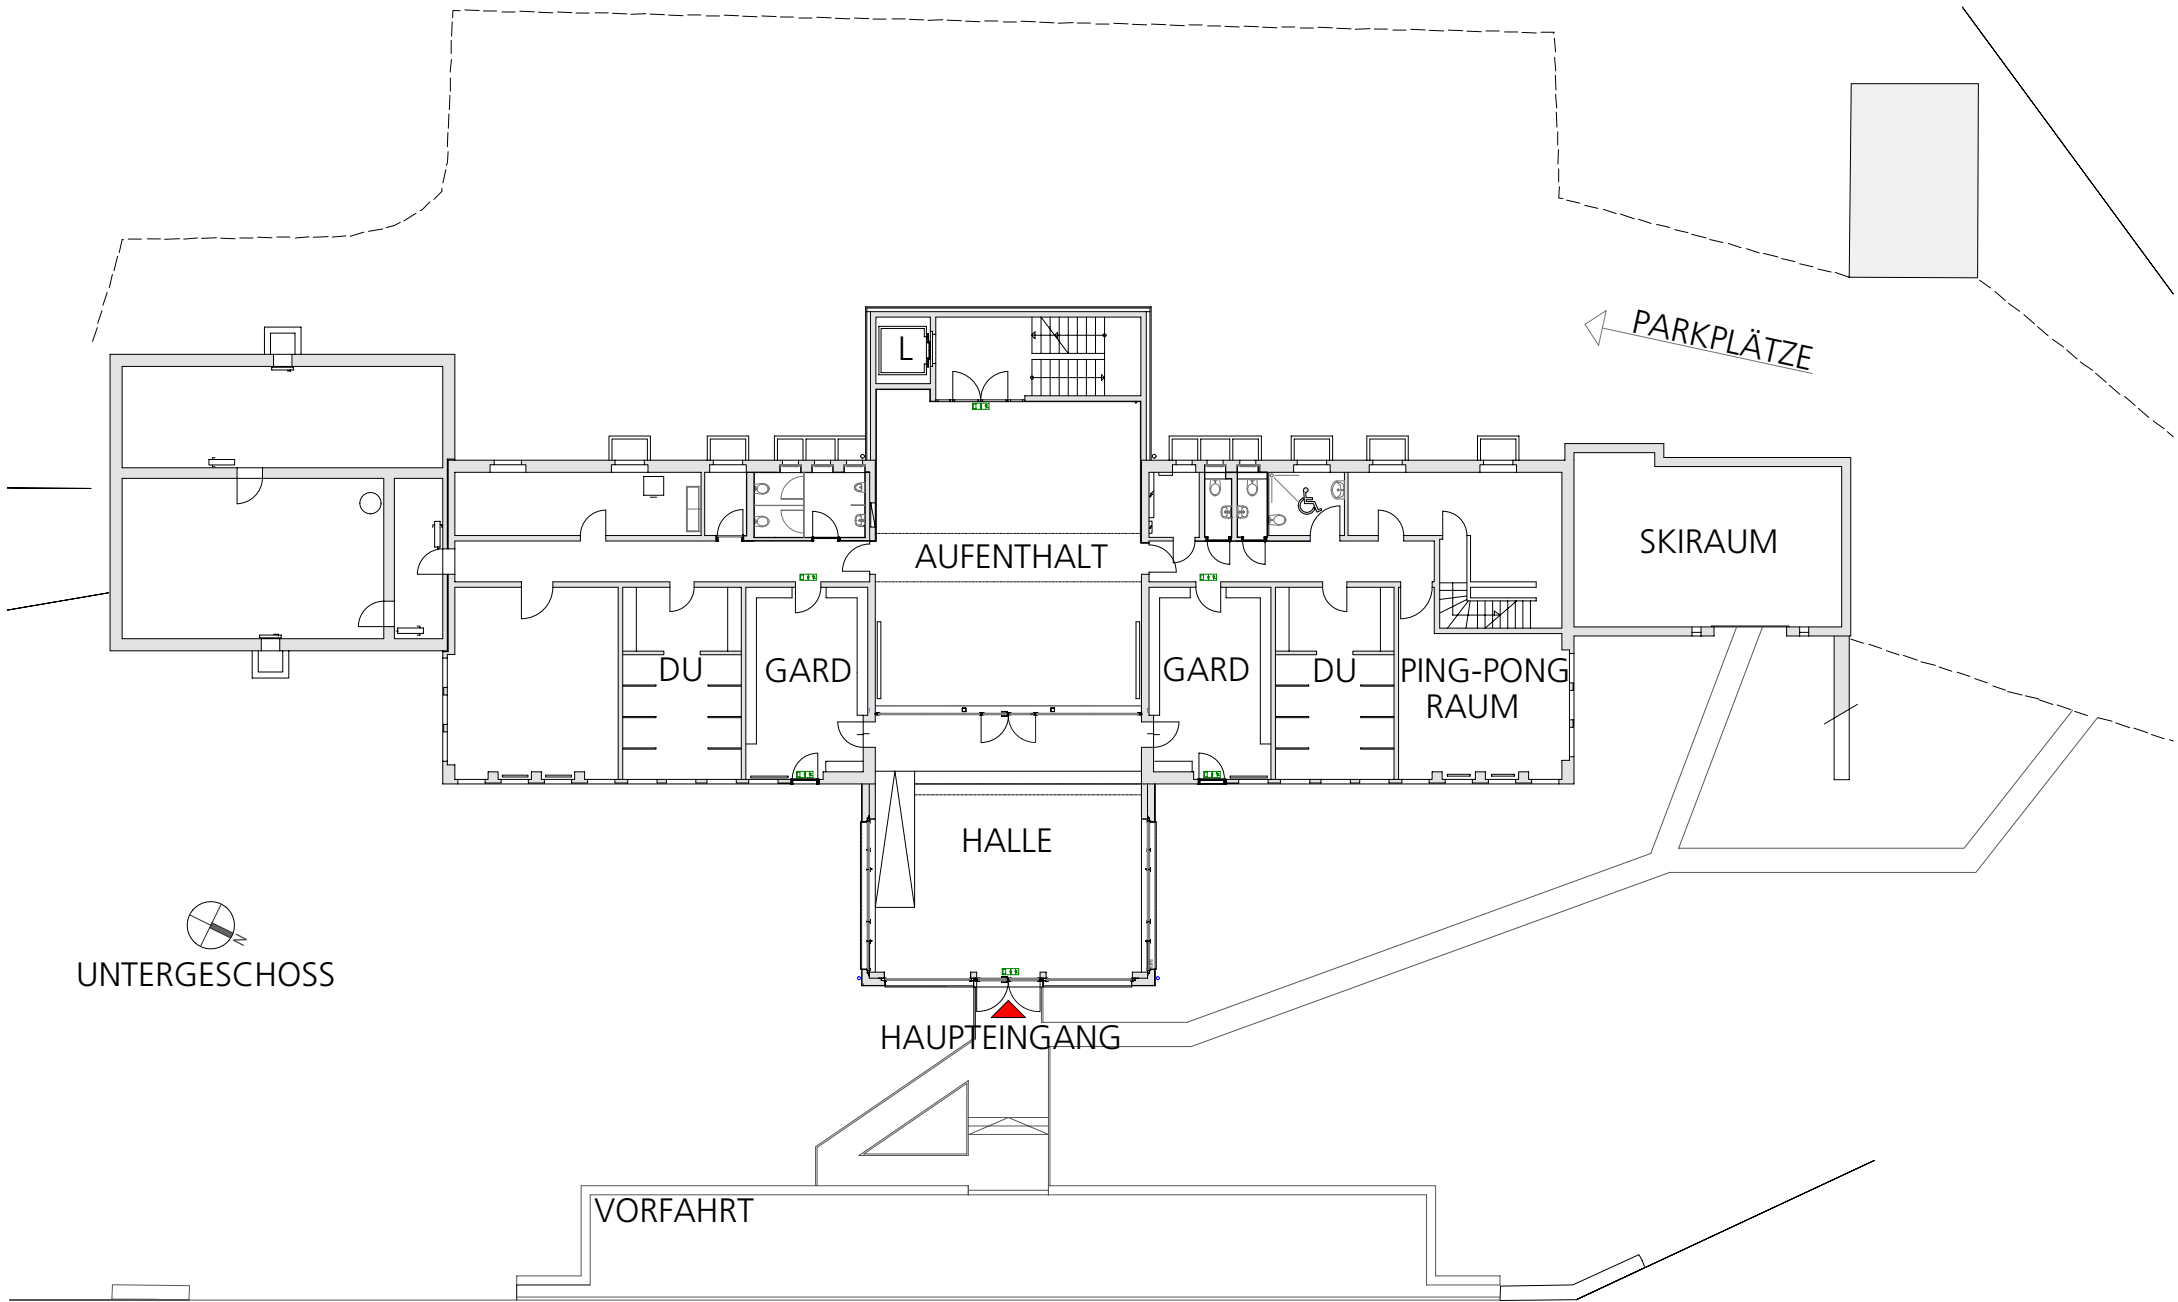 PARKPLÄTZE
L
SKIRAUM
AUFENTHALT
DU
GARD
GARD
DU
PING-PONG
RAUM
HALLE
N
UNTERGESCHOSS
HAUPTEINGANG
VORFAHRT